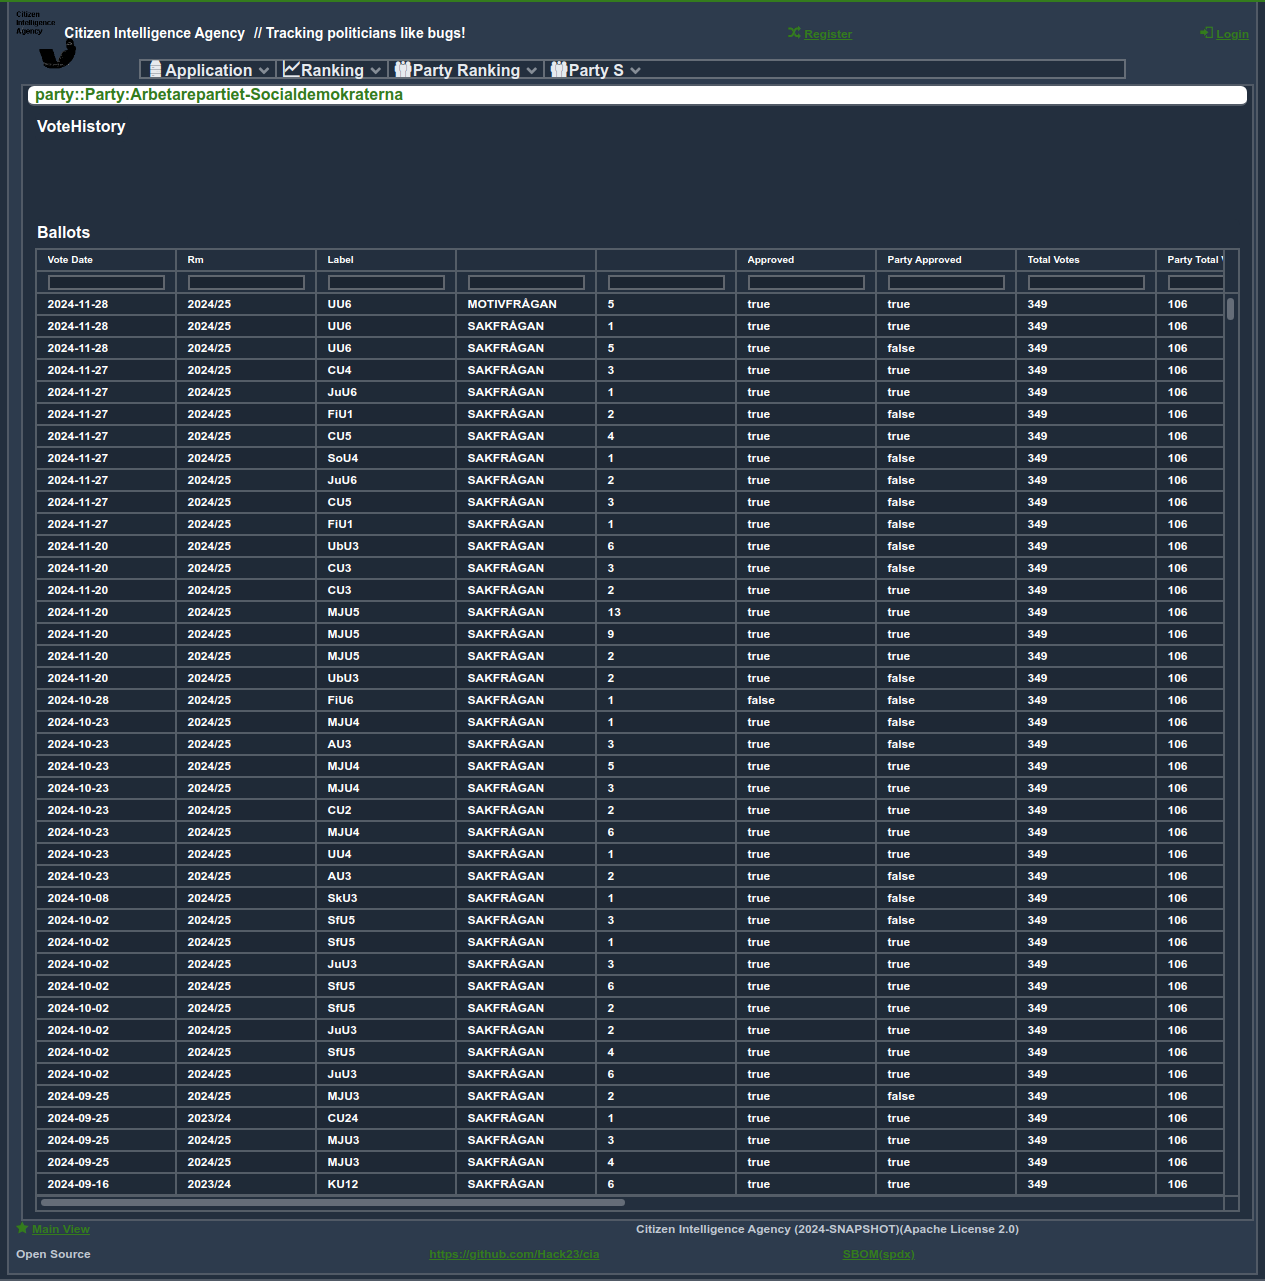 Citizen
Intelligence
Agency
Citizen Intelligence Agency // Tracking politicians like bugs!
Register
Login
Application Ranking Party Ranking Party S
party::Party:Arbetarepartiet-Socialdemokraterna
VoteHistory
Ballots
Vote Date Rm Label Approved Party Approved Total Votes Party Total
2024-11-28 2024/25 UU6 MOTIVFRÅGAN 5 true true 349 106
2024-11-28 2024/25 UU6 SAKFRÅGAN 1 true true 349 106
2024-11-28 2024/25 UU6 SAKFRÅGAN 5 true false 349 106
2024-11-27 2024/25 CU4 SAKFRÅGAN 3 true true 349 106
2024-11-27 2024/25 JuU6 SAKFRÅGAN 1 true true 349 106
2024-11-27 2024/25 FiU1 SAKFRÅGAN 2 true false 349 106
2024-11-27 2024/25 CU5 SAKFRÅGAN 4 true true 349 106
2024-11-27 2024/25 SoU4 SAKFRÅGAN 1 true false 349 106
2024-11-27 2024/25 JuU6 SAKFRÅGAN 2 true false 349 106
2024-11-27 2024/25 CU5 SAKFRÅGAN 3 true false 349 106
2024-11-27 2024/25 FiU1 SAKFRÅGAN 1 true false 349 106
2024-11-20 2024/25 UbU3 SAKFRÅGAN 6 true false 349 106
2024-11-20 2024/25 CU3 SAKFRÅGAN 3 true false 349 106
2024-11-20 2024/25 CU3 SAKFRÅGAN 2 true true 349 106
2024-11-20 2024/25 MJU5 SAKFRÅGAN 13 true true 349 106
2024-11-20 2024/25 MJU5 SAKFRÅGAN 9 true true 349 106
2024-11-20 2024/25 MJU5 SAKFRÅGAN 2 true true 349 106
2024-11-20 2024/25 UbU3 SAKFRÅGAN 2 true false 349 106
2024-10-28 2024/25 FiU6 SAKFRÅGAN 1 false false 349 106
2024-10-23 2024/25 MJU4 SAKFRÅGAN 1 true false 349 106
2024-10-23 2024/25 AU3 SAKFRÅGAN 3 true false 349 106
2024-10-23 2024/25 MJU4 SAKFRÅGAN 5 true true 349 106
2024-10-23 2024/25 MJU4 SAKFRÅGAN 3 true true 349 106
2024-10-23 2024/25 CU2 SAKFRÅGAN 2 true true 349 106
2024-10-23 2024/25 MJU4 SAKFRÅGAN 6 true true 349 106
2024-10-23 2024/25 UU4 SAKFRÅGAN 1 true true 349 106
2024-10-23 2024/25 AU3 SAKFRÅGAN 2 true false 349 106
2024-10-08 2024/25 SkU3 SAKFRÅGAN 1 true false 349 106
2024-10-02 2024/25 SfU5 SAKFRÅGAN 3 true false 349 106
2024-10-02 2024/25 SfU5 SAKFRÅGAN 1 true true 349 106
2024-10-02 2024/25 JuU3 SAKFRÅGAN 3 true true 349 106
2024-10-02 2024/25 SfU5 SAKFRÅGAN 6 true true 349 106
2024-10-02 2024/25 SfU5 SAKFRÅGAN 2 true true 349 106
2024-10-02 2024/25 JuU3 SAKFRÅGAN 2 true true 349 106
2024-10-02 2024/25 SfU5 SAKFRÅGAN 4 true true 349 106
2024-10-02 2024/25 JuU3 SAKFRÅGAN 6 true true 349 106
2024-09-25 2024/25 MJU3 SAKFRÅGAN 2 true false 349 106
2024-09-25 2023/24 CU24 SAKFRÅGAN 1 true true 349 106
2024-09-25 2024/25 MJU3 SAKFRÅGAN 3 true true 349 106
2024-09-25 2024/25 MJU3 SAKFRÅGAN 4 true true 349 106
2024-09-16 2023/24 KU12 SAKFRÅGAN 6 true true 349 106
Main View Citizen Intelligence Agency (2024-SNAPSHOT)(Apache License 2.0)
Open Source https://github.com/Hack23/cia SBOM(spdx)